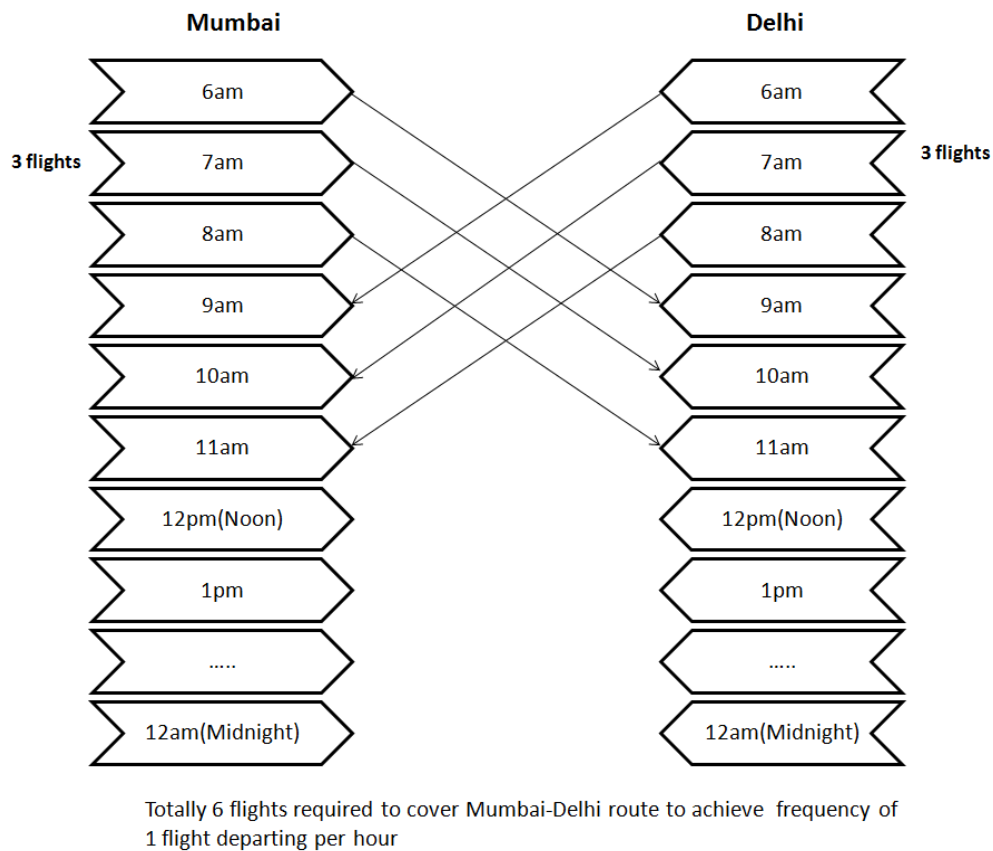 Mumbai
Delhi
6am
6am
3 flights
7am
7am
3 flights
8am
8am
9am
9am
10am
10am
11am
11am
12pm(Noon)
12pm(Noon)
1pm
1pm
.....
.....
12am(Midnight)
12am(Midnight)
Totally 6 flights required to cover Mumbai-Delhi route to achieve frequency of
1 flight departing per hour